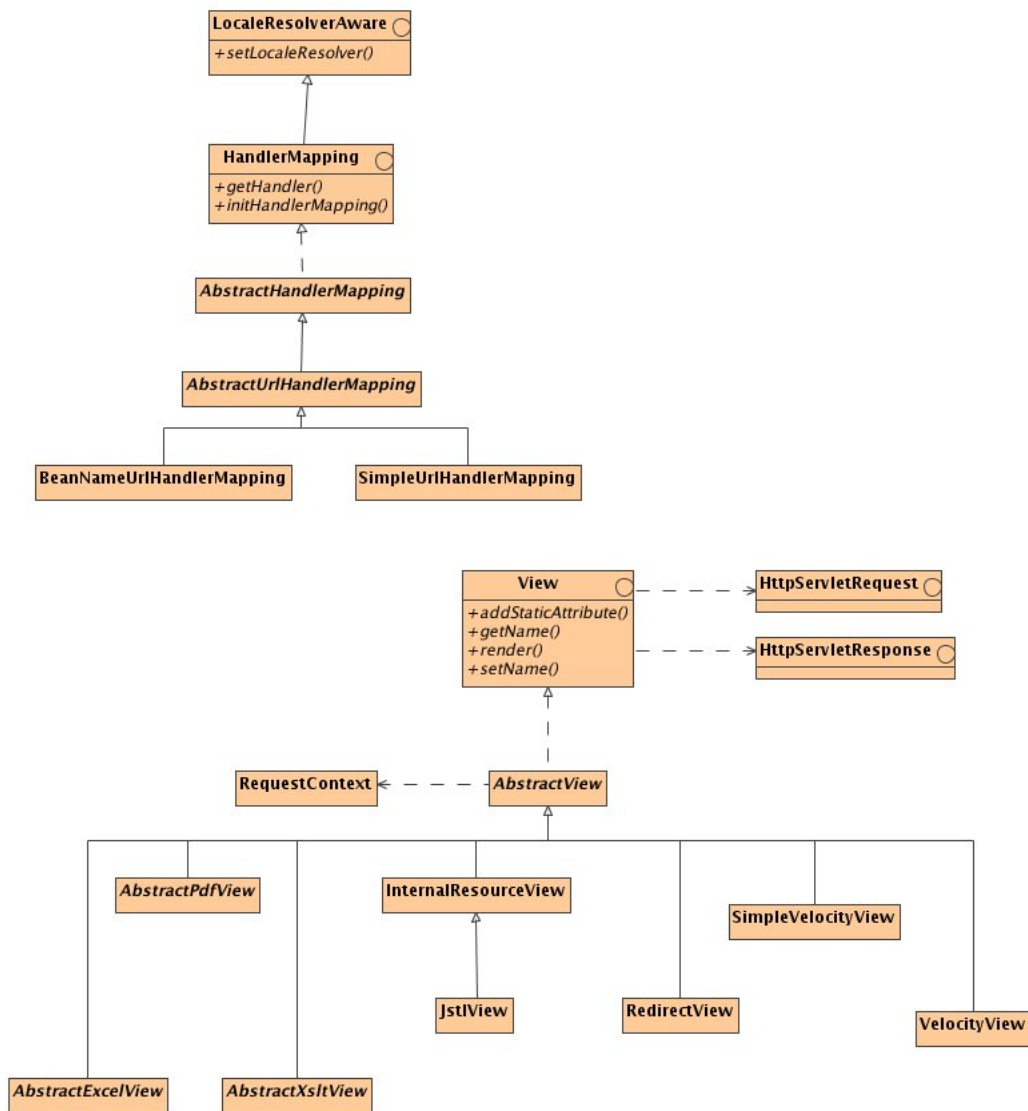 LocaleResolverAware
+setLocaleResolver()
HandlerMapping
+getHandler()
+initHandlerMapping()
AbstractHandlerMapping
AbstractUrlHandlerMapping
BeanNameUrlHandlerMapping
SimpleUrlHandlerMapping
View
+addStaticAttribute()
+getName()
+render()
+setName()
HttpServletRequest
HttpServletResponse
RequestContext
AbstractView
AbstractPdfView
InternalResourceView
SimpleVelocityView
JstlView
RedirectView
VelocityView
AbstractExcelView
AbstractXsltView